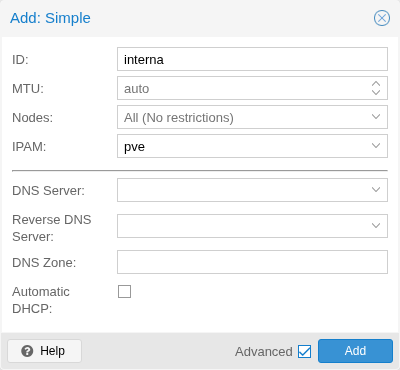 Add: Simple
ID: interna
MTU: auto
Nodes: All (No restrictions)
IPAM: pve
DNS Server:
Reverse DNS
Server:
DNS Zone:
Automatic
DHCP:
? Help Advanced Add